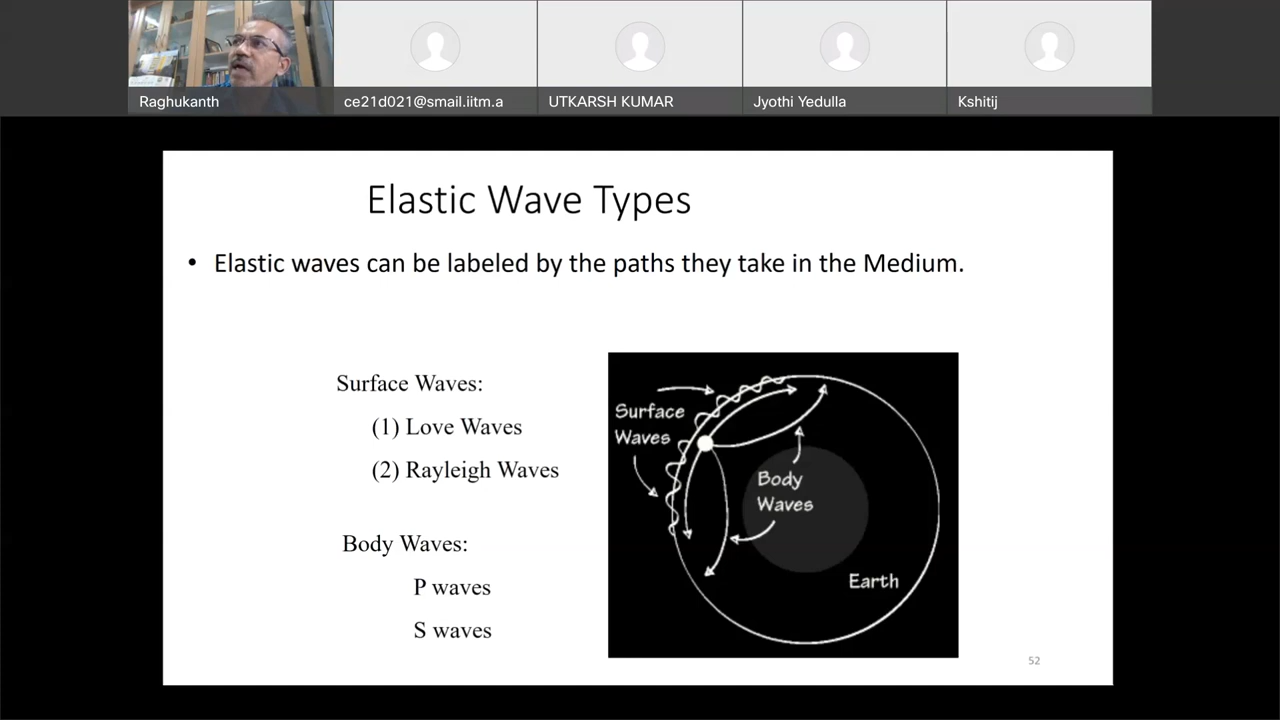 Raghukanth
ce21d021@smail.iitm.a
UTKARSH KUMAR
Jyothi Yedulla
Kshitij
Elastic Wave Types
• Elastic waves can be labeled by the paths they take in the Medium.
Surface Waves:
(1) Love Waves
(2) Rayleigh Waves
Body Waves:
P waves
S waves
Surface
Waves
Body
Waves
Earth
52